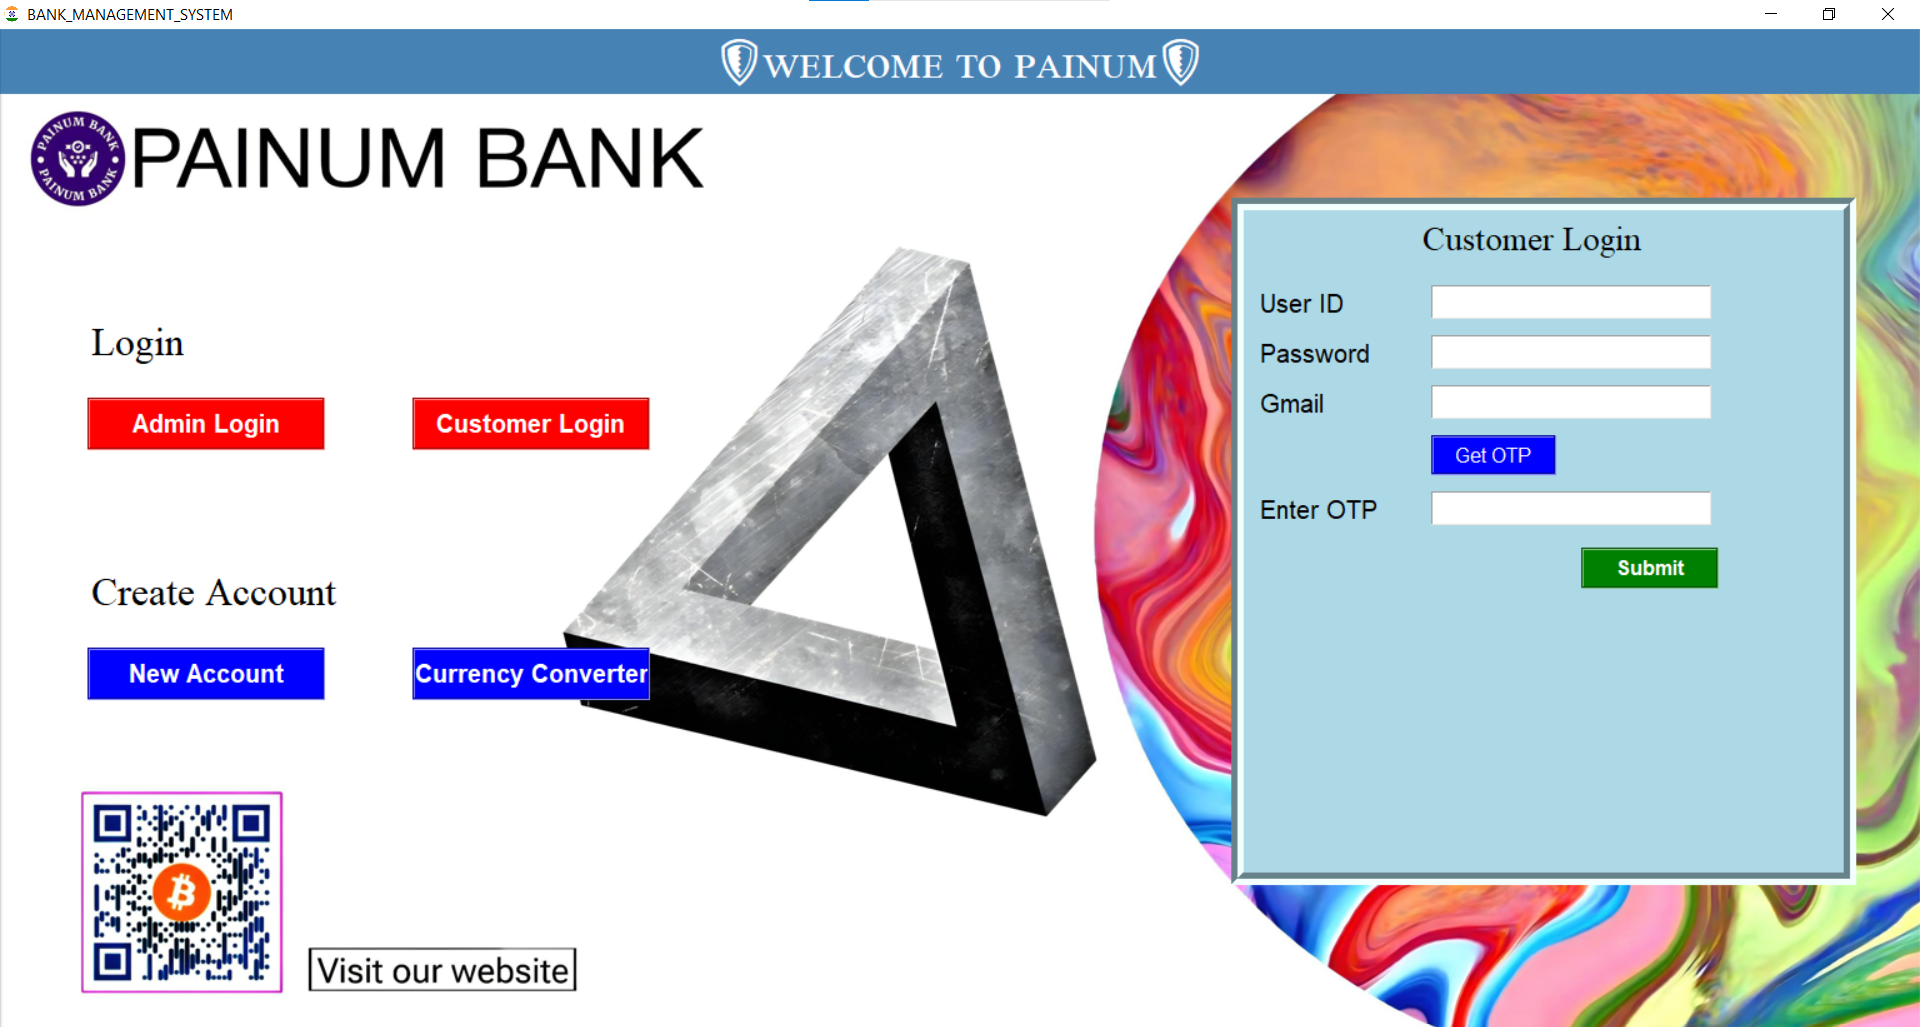 BANK_MANAGEMENT_SYSTEM
WELCOME TO PAINUM
PAINUM BANK
PAINUM BANK
PAINUM BANK
Login
Admin Login
Customer Login
Create Account
New Account
Currency Converter
Visit our website
Customer Login
User ID
Password
Gmail
Get OTP
Enter OTP
Submit